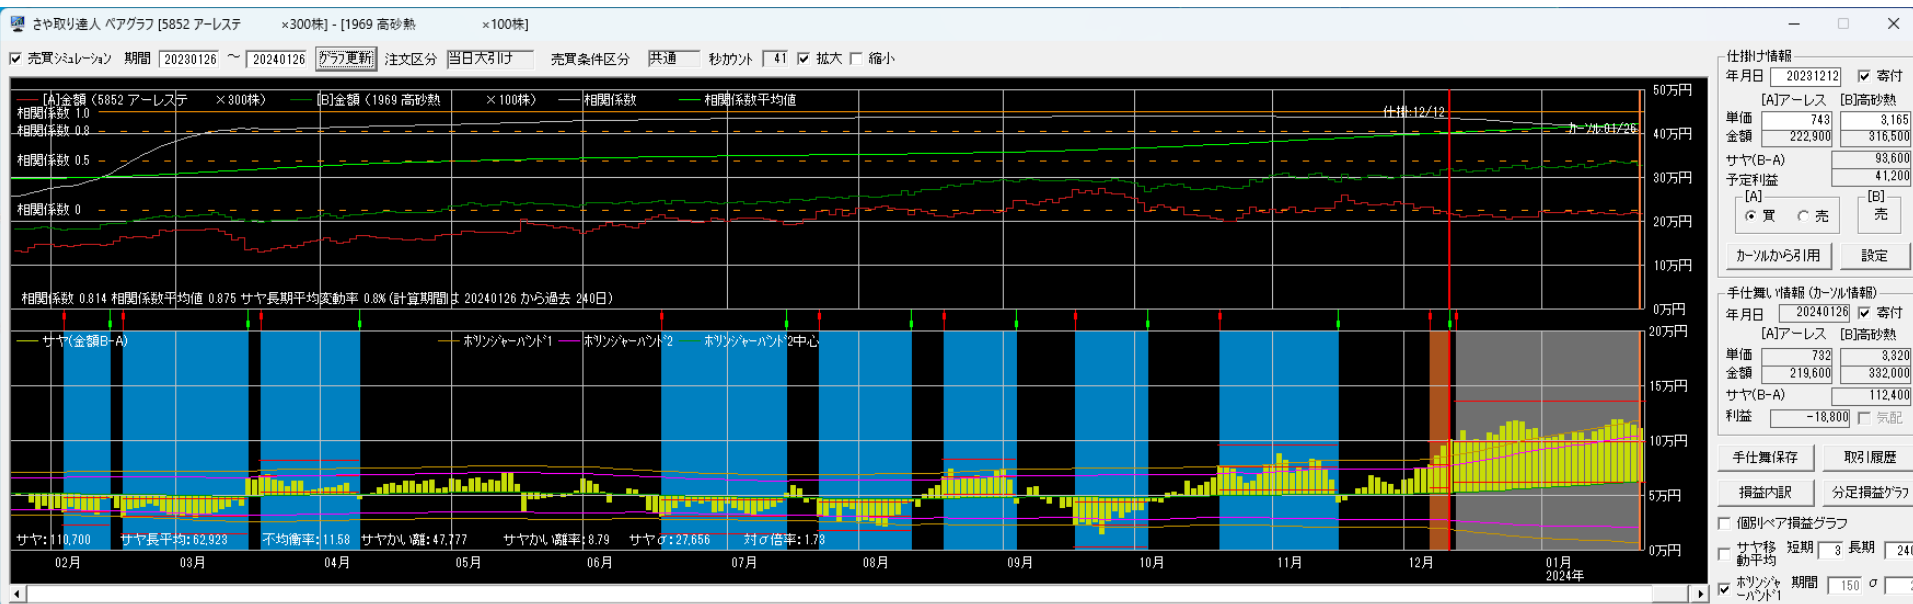 さや取り達人 ペアグラフ [5852 アーレステ ×300株] - [1969 高砂熱 ×100株]
売買シミュレーション 期間 20230126 ～ 20240126 グラフ更新 注文区分 当日大引け 売買条件区分 共通 秒カウント 41 拡大 縮小
[A]金額 (5852 アーレステ ×300株) [B]金額 (1969 高砂熱 ×100株) 相関係数 相関係数平均値
相関係数 1.0
相関係数 0.8
相関係数 0.5
相関係数 0
仕掛:12/12
カーソル:01/26
50万円
40万円
30万円
20万円
10万円
0万円
相関係数 0.814 相関係数平均値 0.875 サヤ長期平均変動率 0.8% (計算期間は 20240126 から過去 240日)
サヤ(金額B-A) ボリンジャーバンド1 ボリンジャーバンド2 ボリンジャーバンド2中心
20万円
15万円
10万円
5万円
0万円
サヤ:110,700 サヤ長平均:62,923 不均衡率:11.58 サヤかい離:47,777 サヤかい離率:8.79 サヤσ:27,656 対σ倍率:1.73
02月 03月 04月 05月 06月 07月 08月 09月 10月 11月 12月 01月
2024年
仕掛け情報
年月日 20231212 寄付
[A]アーレス [B]高砂熱
単価 743 3,165
金額 222,900 316,500
サヤ(B-A) 93,600
予定利益 41,200
[A] [B]
買 売 売
カーソルから引用 設定
手仕舞い情報 (カーソル情報)
年月日 20240126 寄付
[A]アーレス [B]高砂熱
単価 732 3,320
金額 219,600 332,000
サヤ(B-A) 112,400
利益 -18,800 気配
手仕舞保存 取引履歴
損益内訳 分足損益グラフ
個別ペア損益グラフ
サヤ移動平均 短期 3 長期 240
ボリンジャーバンド1 期間 150 σ